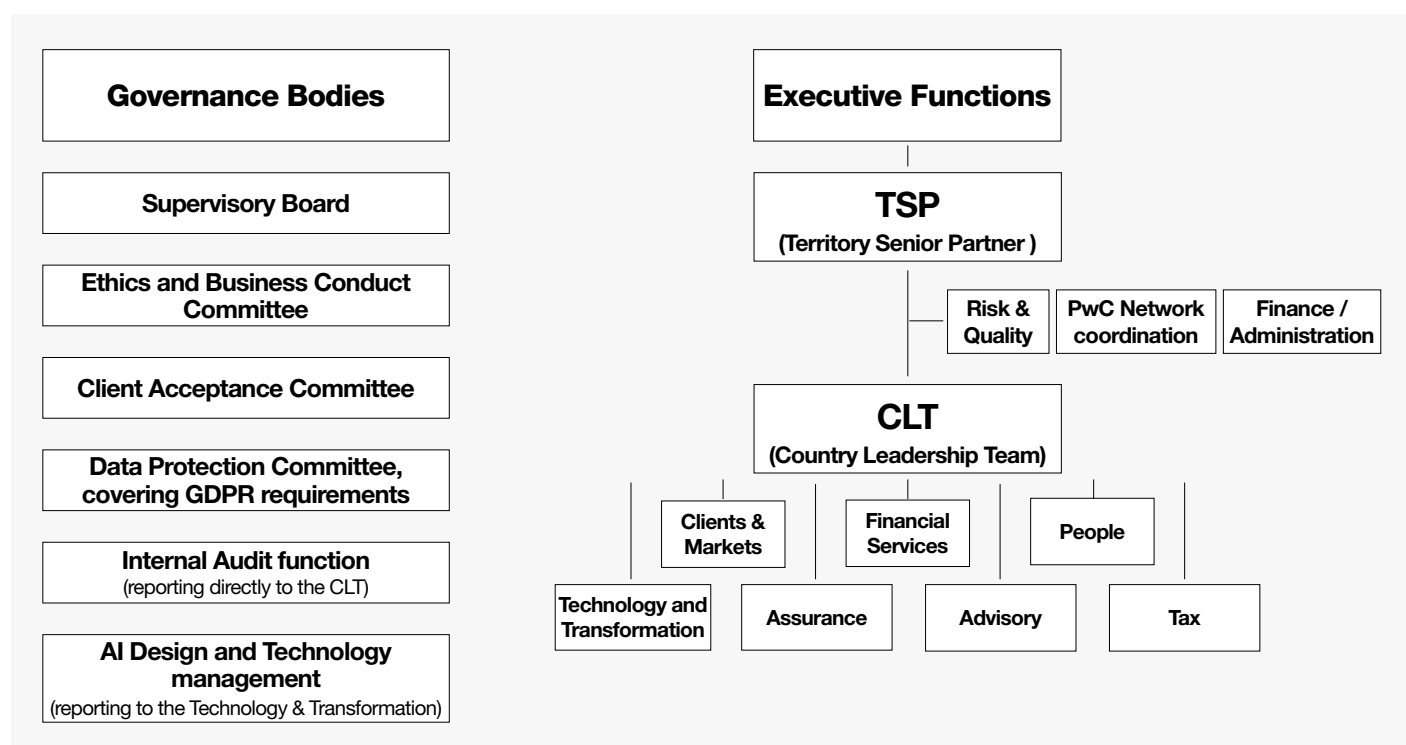 Governance Bodies
Supervisory Board
Ethics and Business Conduct
Committee
Client Acceptance Committee
Data Protection Committee,
covering GDPR requirements
Internal Audit function
(reporting directly to the CLT)
AI Design and Technology
management
(reporting to the Technology & Transformation)
Executive Functions
TSP
(Territory Senior Partner )
Risk &
Quality
PwC Network
coordination
Finance /
Administration
CLT
(Country Leadership Team)
Clients &
Markets
Financial
Services
People
Technology and
Transformation
Assurance
Advisory
Tax